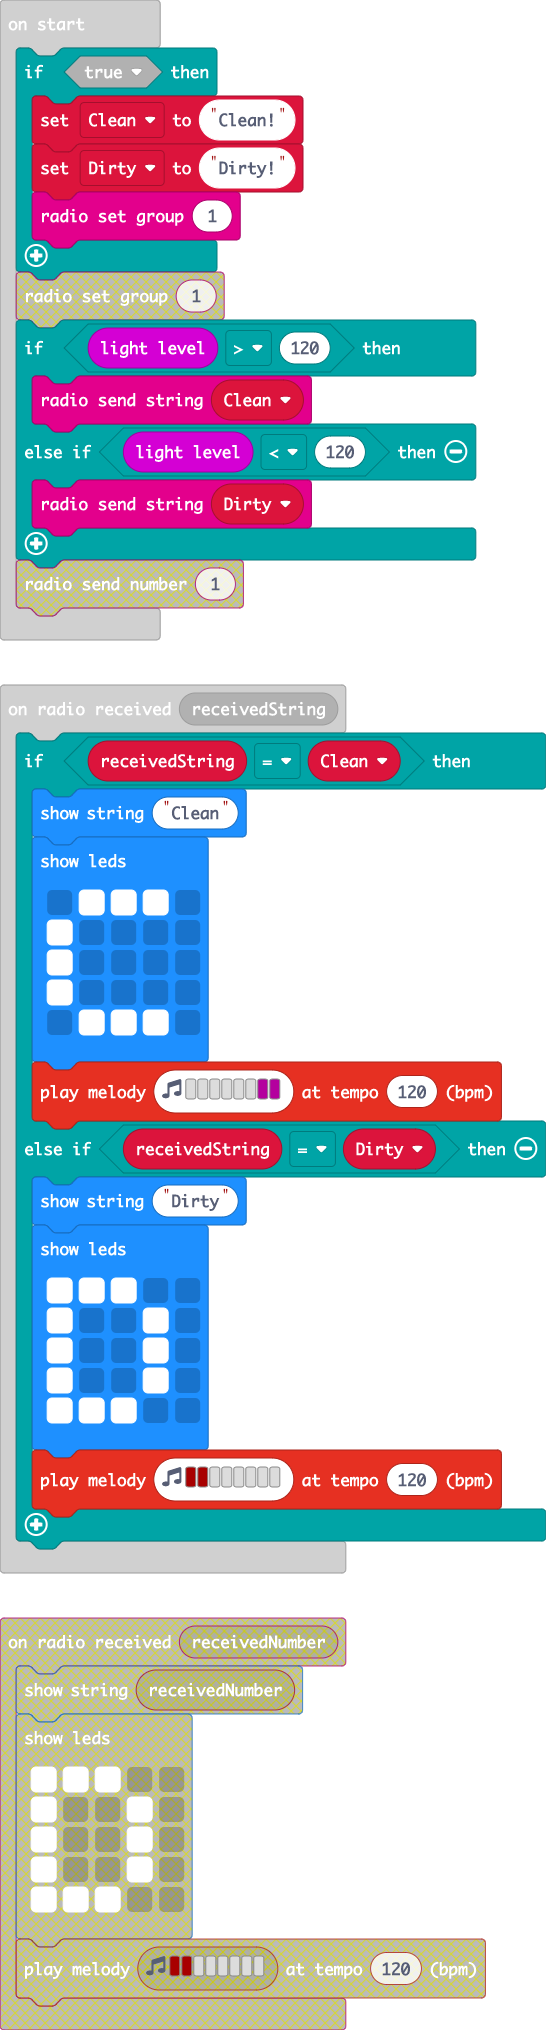 on start
if true then
set Clean to "Clean!"
set Dirty to "Dirty!"
radio set group 1
radio set group 1
if light level > 120 then
radio send string Clean
else if light level < 120 then
radio send string Dirty
radio send number 1
on radio received receivedString
if receivedString = Clean then
show string "Clean"
show leds
play melody at tempo 120 (bpm)
else if receivedString = Dirty then
show string "Dirty"
show leds
play melody at tempo 120 (bpm)
on radio received receivedNumber
show string receivedNumber
show leds
play melody at tempo 120 (bpm)